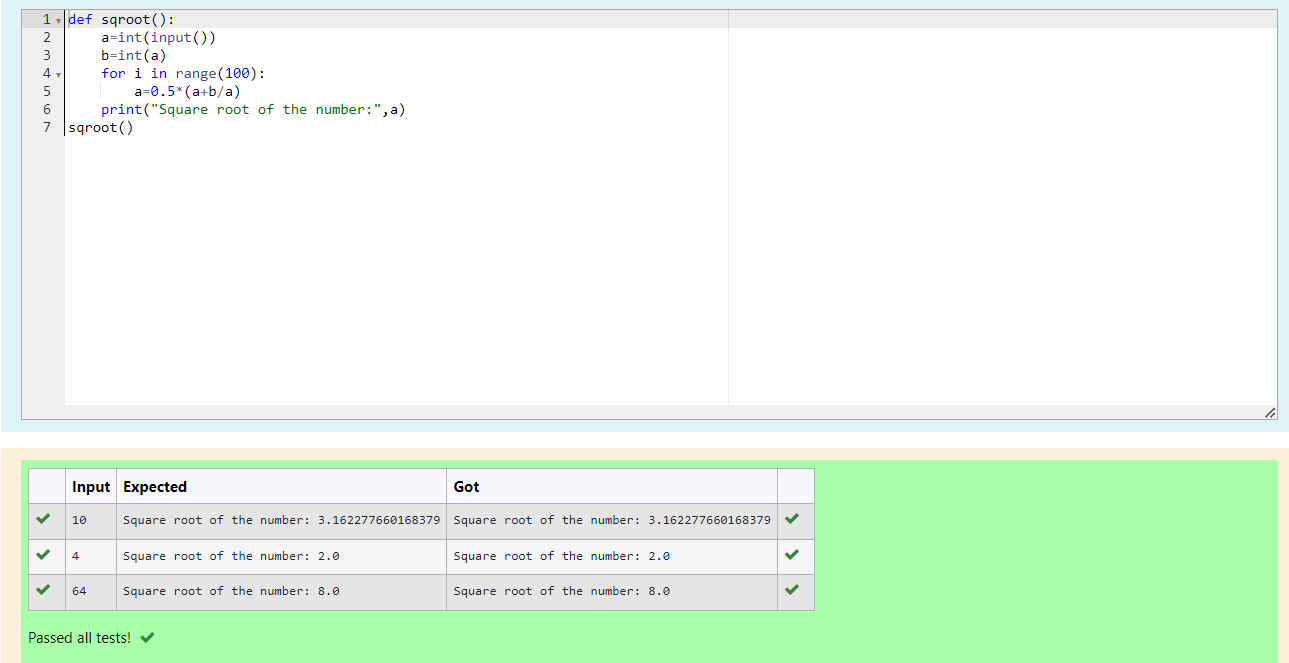 1 def sqroot():
2     a=int(input())
3     b=int(a)
4     for i in range(100):
5         a=0.5*(a+b/a)
6     print("Square root of the number:",a)
7 sqroot()
Input Expected Got
10 Square root of the number: 3.162277660168379 Square root of the number: 3.162277660168379
4 Square root of the number: 2.0 Square root of the number: 2.0
64 Square root of the number: 8.0 Square root of the number: 8.0
Passed all tests!